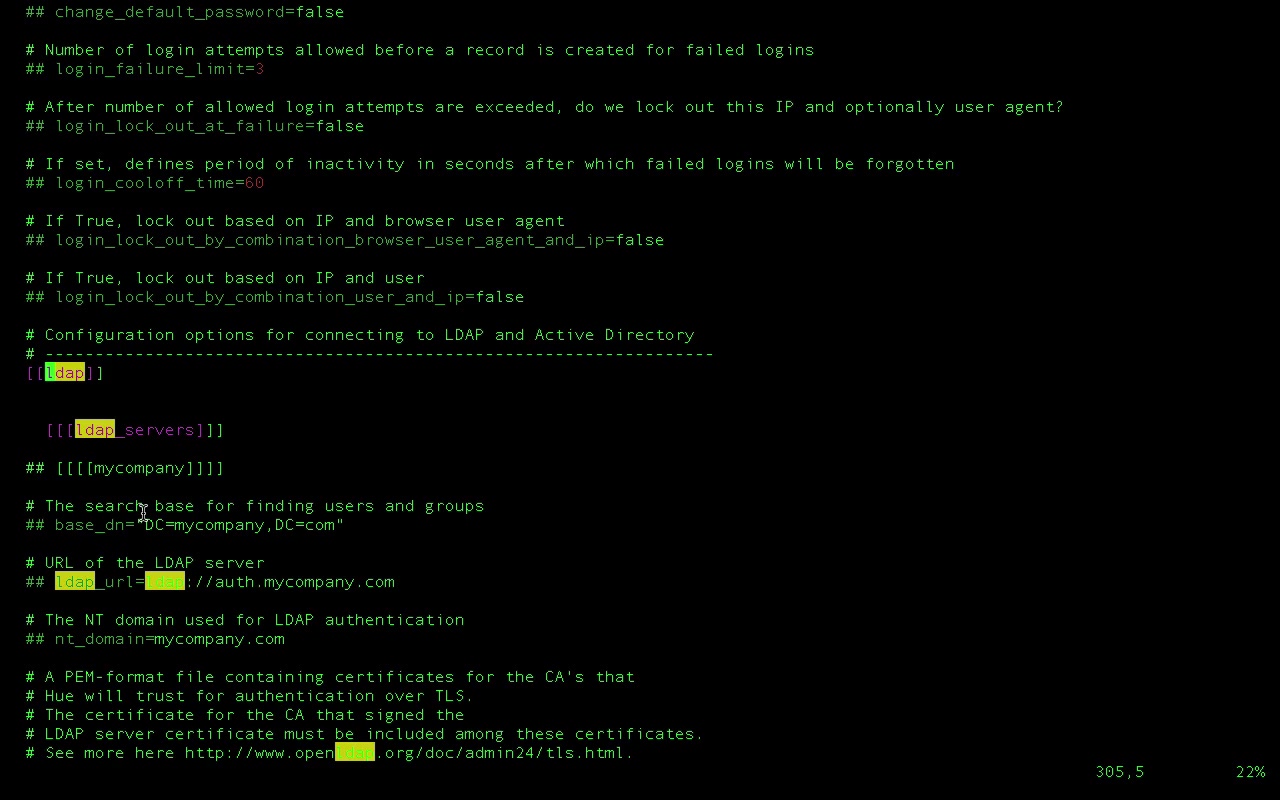 ## change_default_password=false
# Number of login attempts allowed before a record is created for failed logins
## login_failure_limit=3
# After number of allowed login attempts are exceeded, do we lock out this IP and optionally user agent?
## login_lock_out_at_failure=false
# If set, defines period of inactivity in seconds after which failed logins will be forgotten
## login_cooloff_time=60
# If True, lock out based on IP and browser user agent
## login_lock_out_by_combination_browser_user_agent_and_ip=false
# If True, lock out based on IP and user
## login_lock_out_by_combination_user_and_ip=false
# Configuration options for connecting to LDAP and Active Directory
# -------------------------------------------------------------------
[[ldap]]
[[[ldap_servers]]]
## [[[[mycompany]]]]
# The search base for finding users and groups
## base_dn="DC=mycompany,DC=com"
# URL of the LDAP server
## ldap_url=ldap://auth.mycompany.com
# The NT domain used for LDAP authentication
## nt_domain=mycompany.com
# A PEM-format file containing certificates for the CA's that
# Hue will trust for authentication over TLS.
# The certificate for the CA that signed the
# LDAP server certificate must be included among these certificates.
# See more here http://www.openldap.org/doc/admin24/tls.html.
305,5 22%